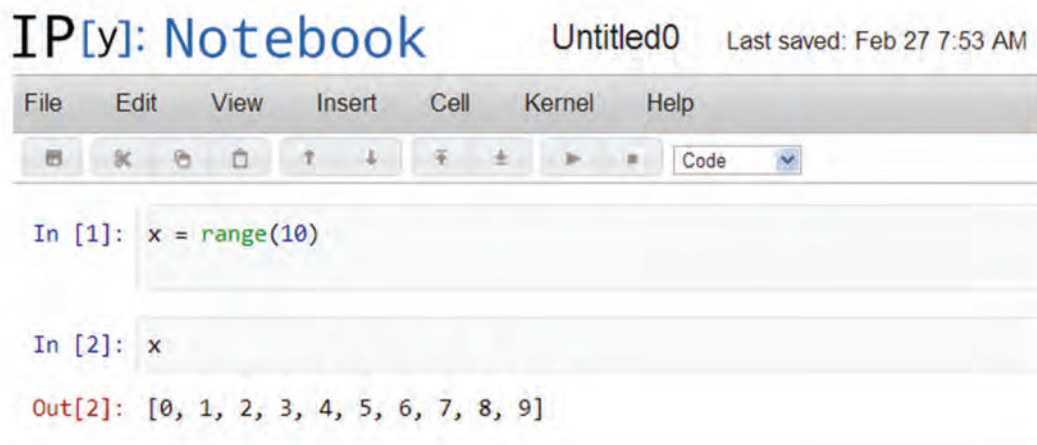 IP[y]: Notebook Untitled0 Last saved: Feb 27 7:53 AM
File Edit View Insert Cell Kernel Help
Code
In [1]: x = range(10)
In [2]: x
Out[2]: [0, 1, 2, 3, 4, 5, 6, 7, 8, 9]